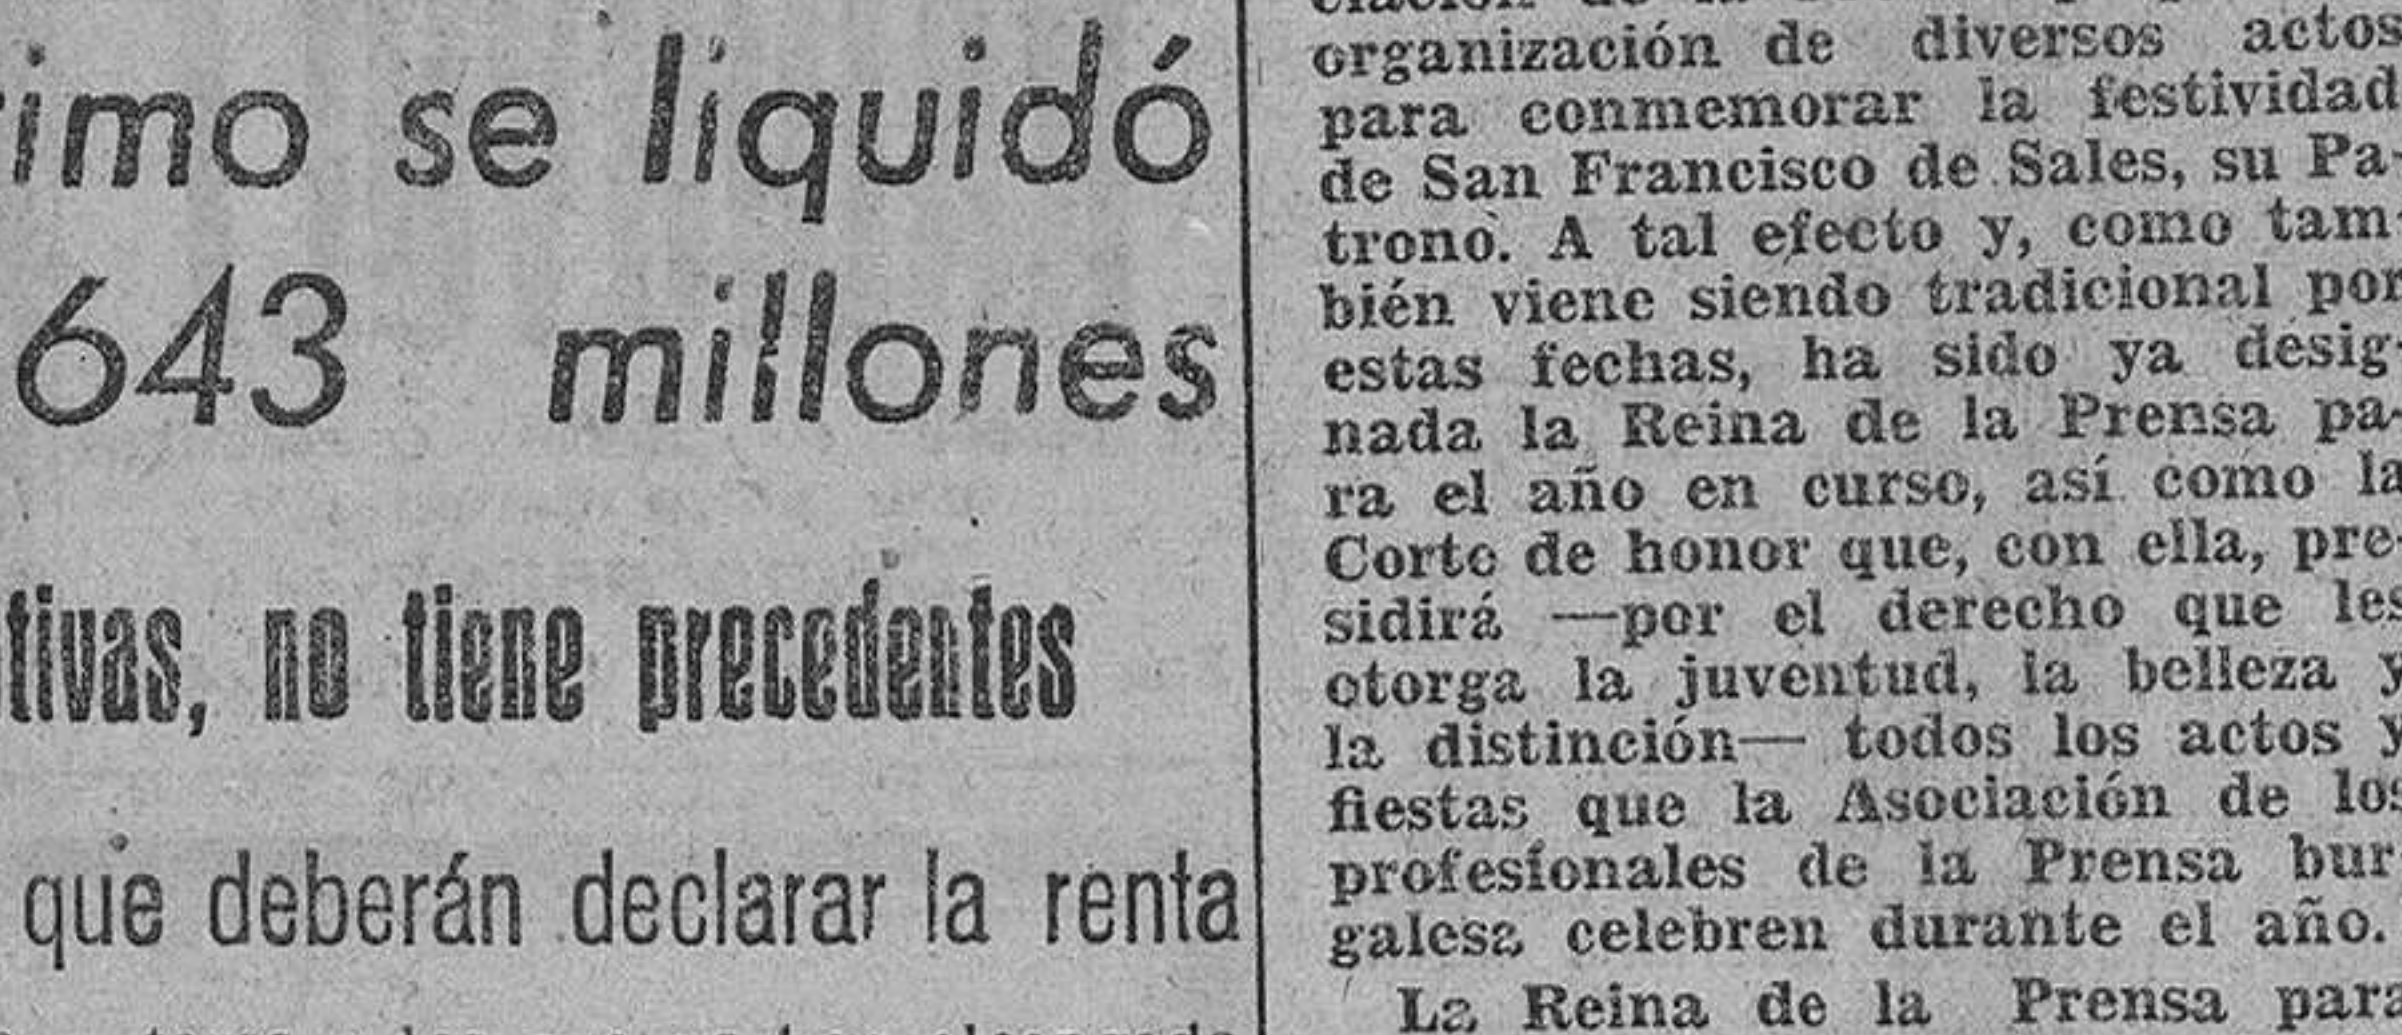 imo se liquidó
643 millones
tivas, no tiene precedentes
que deberán declarar la renta
organización de diversos actos
para conmemorar la festividad
de San Francisco de Sales, su Pa-
trono. A tal efecto y, como tam-
bién viene siendo tradicional por
estas fechas, ha sido ya desig-
nada la Reina de la Prensa pa-
ra el año en curso, así como la
Corte de honor que, con ella, pre-
sidirá —por el derecho que les
otorga la juventud, la belleza y
la distinción— todos los actos y
fiestas que la Asociación de los
profesionales de la Prensa bur-
galesa celebren durante el año.
La Reina de la Prensa para